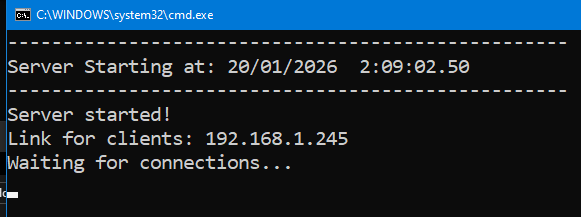 C:\WINDOWS\system32\cmd.exe
--------------------------------------------------
Server Starting at: 20/01/2026  2:09:02.50
--------------------------------------------------
Server started!
Link for clients: 192.168.1.245
Waiting for connections...